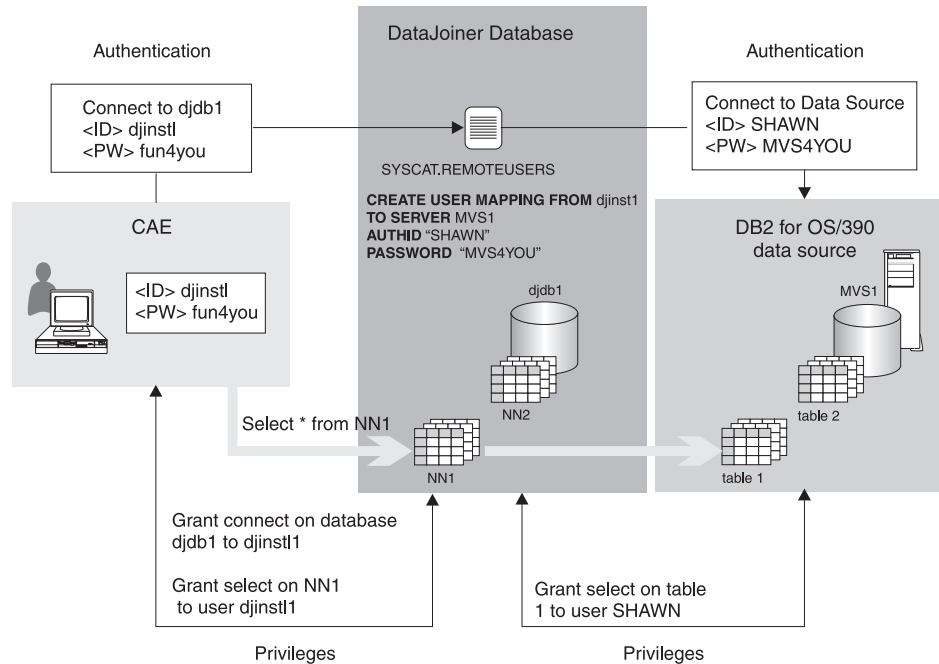 Authentication
Connect to djdb1
<ID> djinstl
<PW> fun4you
DataJoiner Database
SYSCAT.REMOTEUSERS
CREATE USER MAPPING FROM djinst1
TO SERVER MVS1
AUTHID “SHAWN”
PASSWORD “MVS4YOU”
Authentication
Connect to Data Source
<ID> SHAWN
<PW> MVS4YOU
CAE
<ID> djinstl
<PW> fun4you
djdb1
NN2
DB2 for OS/390
data source
MVS1
table 2
Select * from NN1
NN1
table 1
Grant connect on database
djdb1 to djinstl1
Grant select on NN1
to user djinstl1
Privileges
Grant select on table
1 to user SHAWN
Privileges